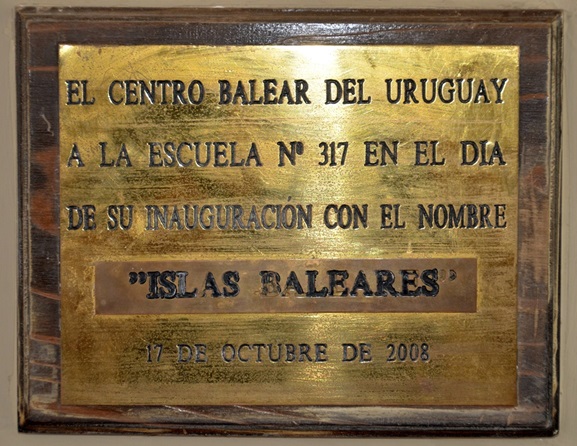 EL CENTRO BALEAR DEL URUGUAY
A LA ESCUELA Nº 317 EN EL DIA
DE SU INAUGURACIÓN CON EL NOMBRE
"ISLAS BALEARES"
17 DE OCTUBRE DE 2008